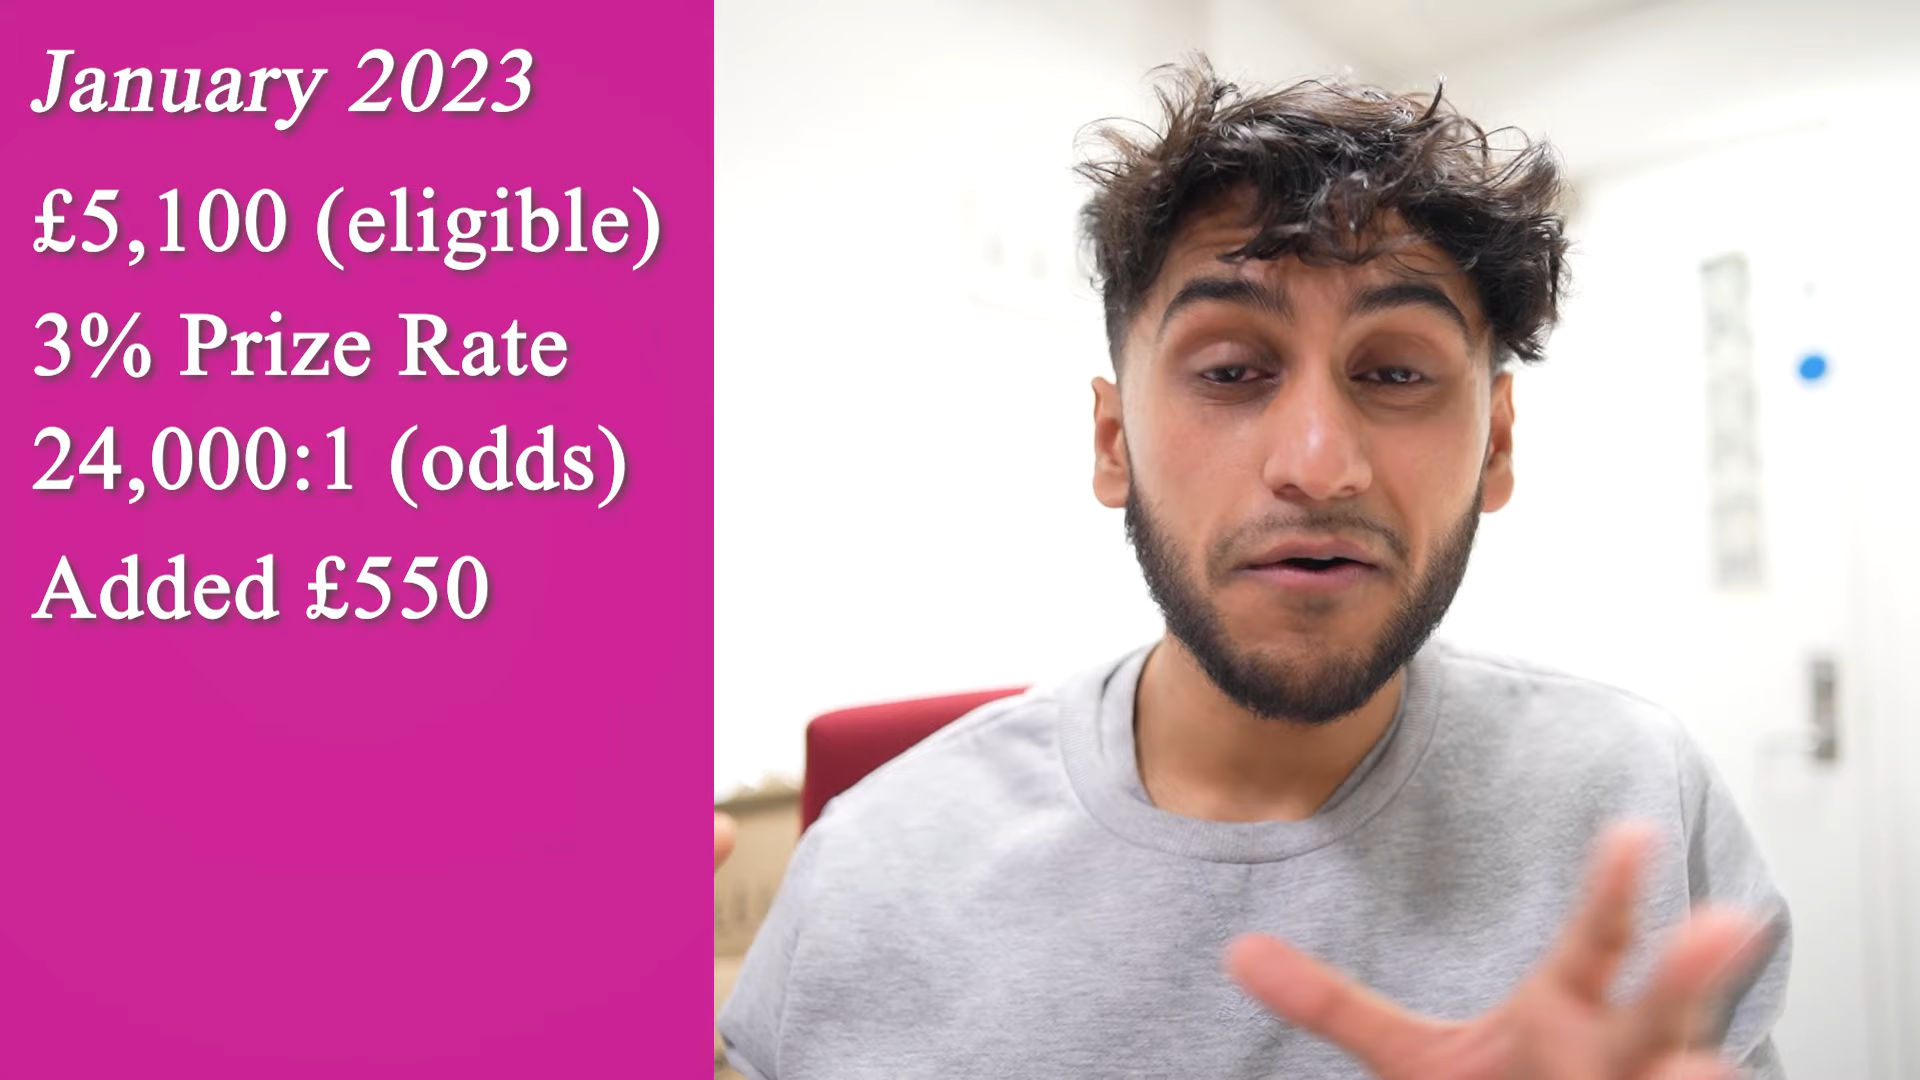 January 2023
£5,100 (eligible)
3% Prize Rate
24,000:1 (odds)
Added £550